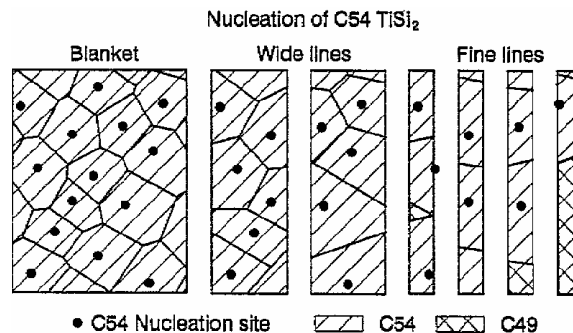 Nucleation of C54 TiSi₂
Blanket Wide lines Fine lines
C54 Nucleation site C54 C49